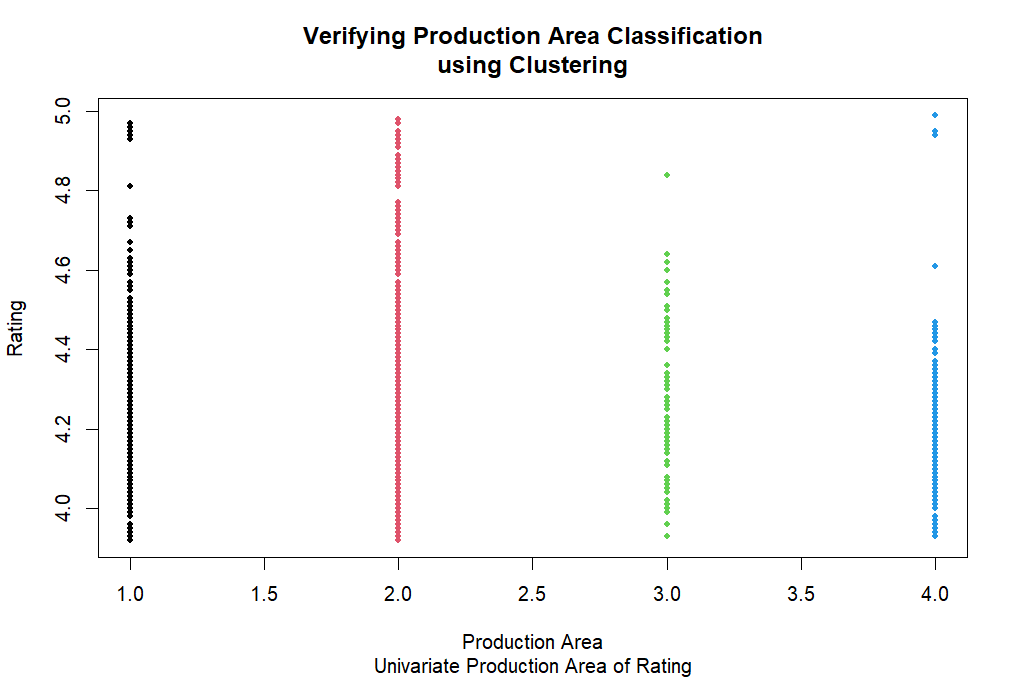 Verifying Production Area Classification
using Clustering
Rating
5.0
4.8
4.6
4.4
4.2
4.0
1.0 1.5 2.0 2.5 3.0 3.5 4.0
Production Area
Univariate Production Area of Rating